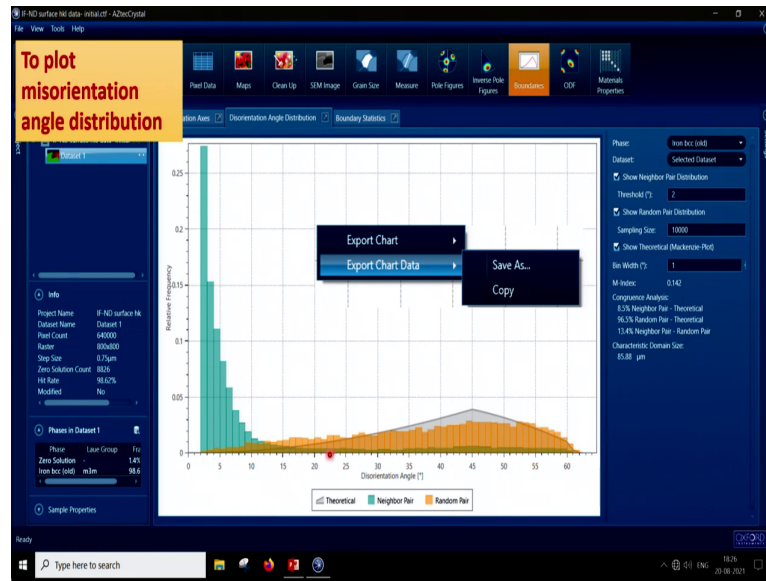 IF-ND surface hkl data- initial.ctf - AZtecCrystal
File View Tools Help
To plot
misorientation
angle distribution
Pixel Data
Maps
Clean Up
SEM Image
Grain Size
Measure
Pole Figures
Inverse Pole
Figures
Boundaries
ODF
Materials
Properties
Disorientation Angle Distribution
Boundary Statistics
Dataset 1
Info
Project Name IF-ND surface hk
Dataset Name Dataset 1
Pixel Count 640000
Raster 800x800
Step Size 0.75µm
Zero Solution Count 8826
Hit Rate 98.62%
Modified No
Phases in Dataset 1
Phase Laue Group Fra
Zero Solution - 1.4%
Iron bcc (old) m3m 98.6
Sample Properties
Relative Frequency
0.25
0.2
0.15
0.1
0.05
0
0 5 10 15 20 25 30 35 40 45 50 55 60
Disorientation Angle [°]
Theoretical Neighbor Pair Random Pair
Export Chart
Export Chart Data
Save As...
Copy
Phase: Iron bcc (old)
Dataset: Selected Dataset
Show Neighbor Pair Distribution
Threshold (°): 2
Show Random Pair Distribution
Sampling Size: 10000
Show Theoretical (Mackenzie-Plot)
Bin Width (°): 1
M-Index: 0.142
Congruence Analysis:
8.5% Neighbor Pair - Theoretical
96.5% Random Pair - Theoretical
13.4% Neighbor Pair - Random Pair
Characteristic Domain Size:
85.88 µm
Ready
OXFORD
INSTRUMENTS
Type here to search
ENG
18:26
20-08-2021